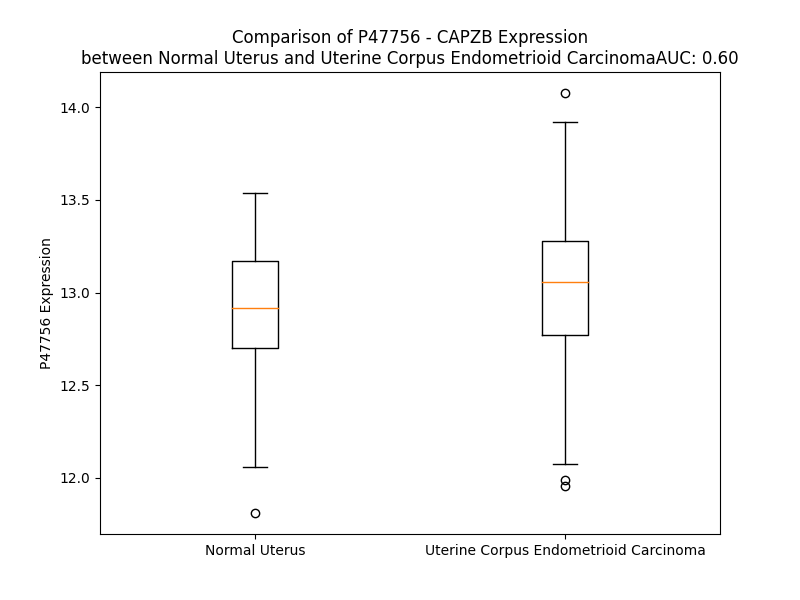 Comparison of P47756 - CAPZB Expression
between Normal Uterus and Uterine Corpus Endometrioid CarcinomaAUC: 0.60
14.0
13.5
13.0
12.5
12.0
P47756 Expression
Normal Uterus
Uterine Corpus Endometrioid Carcinoma